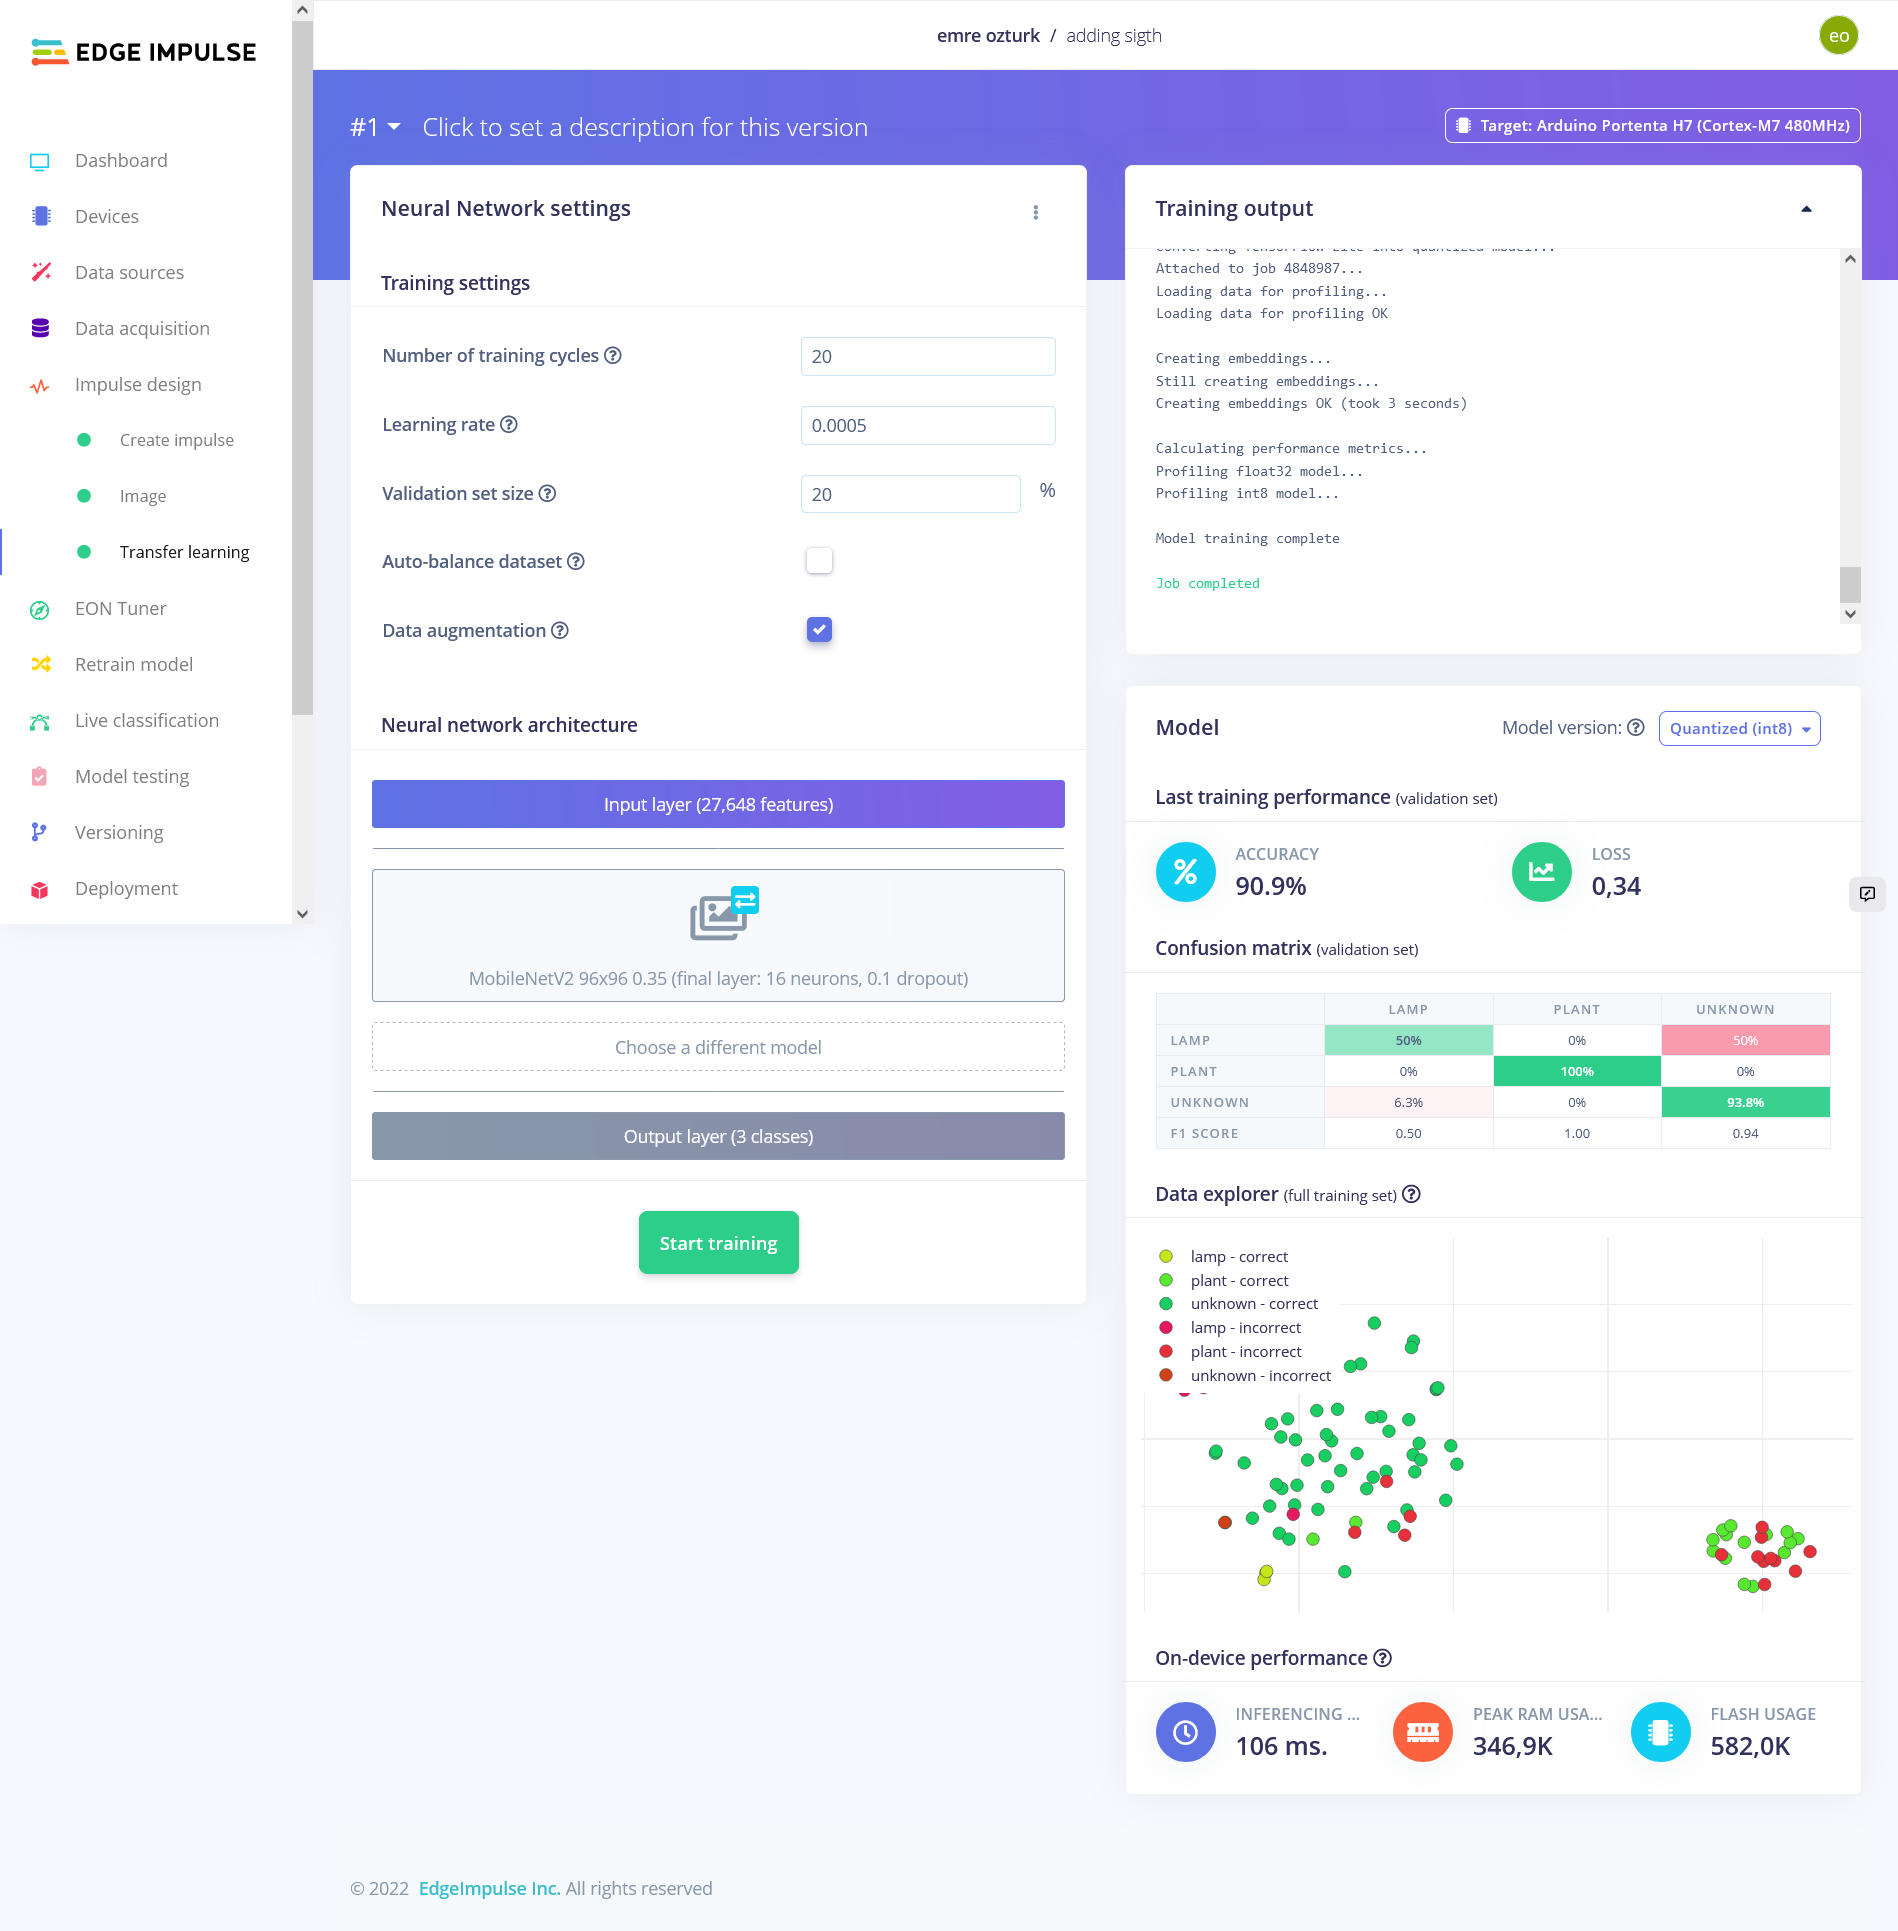 EDGE IMPULSE
Dashboard
Devices
Data sources
Data acquisition
Impulse design
Create impulse
Image
Transfer learning
EON Tuner
Retrain model
Live classification
Model testing
Versioning
Deployment
emre ozturk / adding sigth
eo
#1 Click to set a description for this version
Target: Arduino Portenta H7 (Cortex-M7 480MHz)
Neural Network settings
Training settings
Number of training cycles ? 20
Learning rate ? 0.0005
Validation set size ? 20 %
Auto-balance dataset ?
Data augmentation ?
Neural network architecture
Input layer (27,648 features)
MobileNetV2 96x96 0.35 (final layer: 16 neurons, 0.1 dropout)
Choose a different model
Output layer (3 classes)
Start training
Training output
Converting TensorFlow Lite into quantized model...
Attached to job 4848987...
Loading data for profiling...
Loading data for profiling OK
Creating embeddings...
Still creating embeddings...
Creating embeddings OK (took 3 seconds)
Calculating performance metrics...
Profiling float32 model...
Profiling int8 model...
Model training complete
Job completed
Model
Model version: ? Quantized (int8)
Last training performance (validation set)
% ACCURACY
90.9%
LOSS
0,34
Confusion matrix (validation set)
LAMP PLANT UNKNOWN
LAMP 50% 0% 50%
PLANT 0% 100% 0%
UNKNOWN 6.3% 0% 93.8%
F1 SCORE 0.50 1.00 0.94
Data explorer (full training set) ?
lamp - correct
plant - correct
unknown - correct
lamp - incorrect
plant - incorrect
unknown - incorrect
On-device performance ?
INFERENCING ...
106 ms.
PEAK RAM USA...
346,9K
FLASH USAGE
582,0K
© 2022 EdgeImpulse Inc. All rights reserved